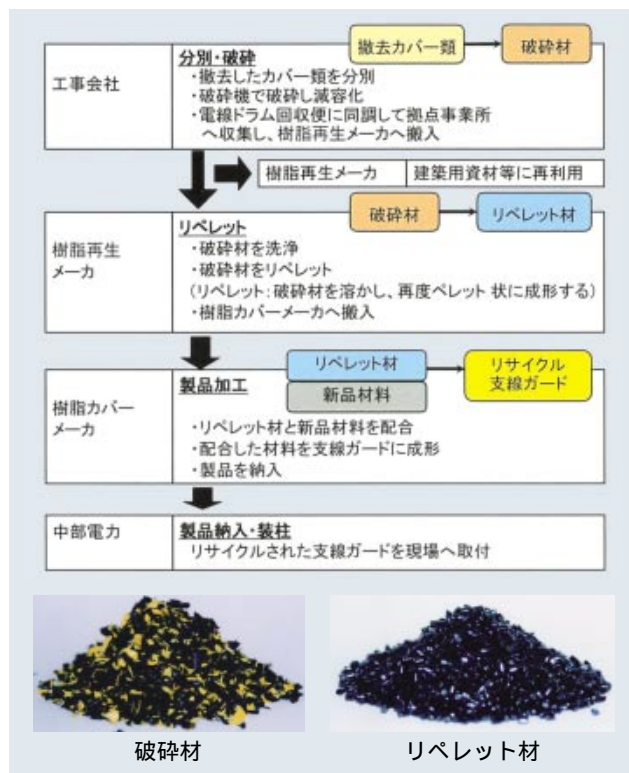 撤去カバー類
破砕材
工事会社
分別・破砕
・撤去したカバー類を分別
・破砕機で破砕し減容化
・電線ドラム回収便に同調して拠点事業所
へ収集し、樹脂再生メーカへ搬入
樹脂再生メーカ
建築用資材等に再利用
破砕材
リペレット材
樹脂再生
メーカ
リペレット
・破砕材を洗浄
・破砕材をリペレット
(リペレット:破砕材を溶かし、再度ペレット 状に成形する)
・樹脂カバーメーカへ搬入
リペレット材
新品材料
リサイクル
支線ガード
樹脂カバー
メーカ
製品加工
・リペレット材と新品材料を配合
・配合した材料を支線ガードに成形
・製品を納入
中部電力
製品納入・装柱
リサイクルされた支線ガードを現場へ取付
破砕材
リペレット材